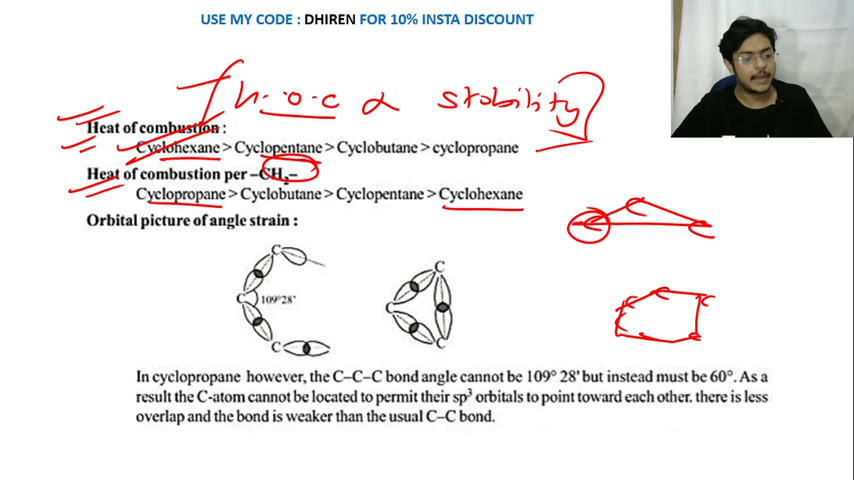 USE MY CODE : DHIREN FOR 10% INSTA DISCOUNT
h.o.c ∝ stability
Heat of combustion :
Cyclohexane > Cyclopentane > Cyclobutane > cyclopropane
Heat of combustion per –CH₂–
Cyclopropane > Cyclobutane > Cyclopentane > Cyclohexane
Orbital picture of angle strain :
C
C 109°28'
C
C
C
C
In cyclopropane however, the C–C–C bond angle cannot be 109° 28' but instead must be 60°. As a
result the C-atom cannot be located to permit their sp³ orbitals to point toward each other. there is less
overlap and the bond is weaker than the usual C–C bond.